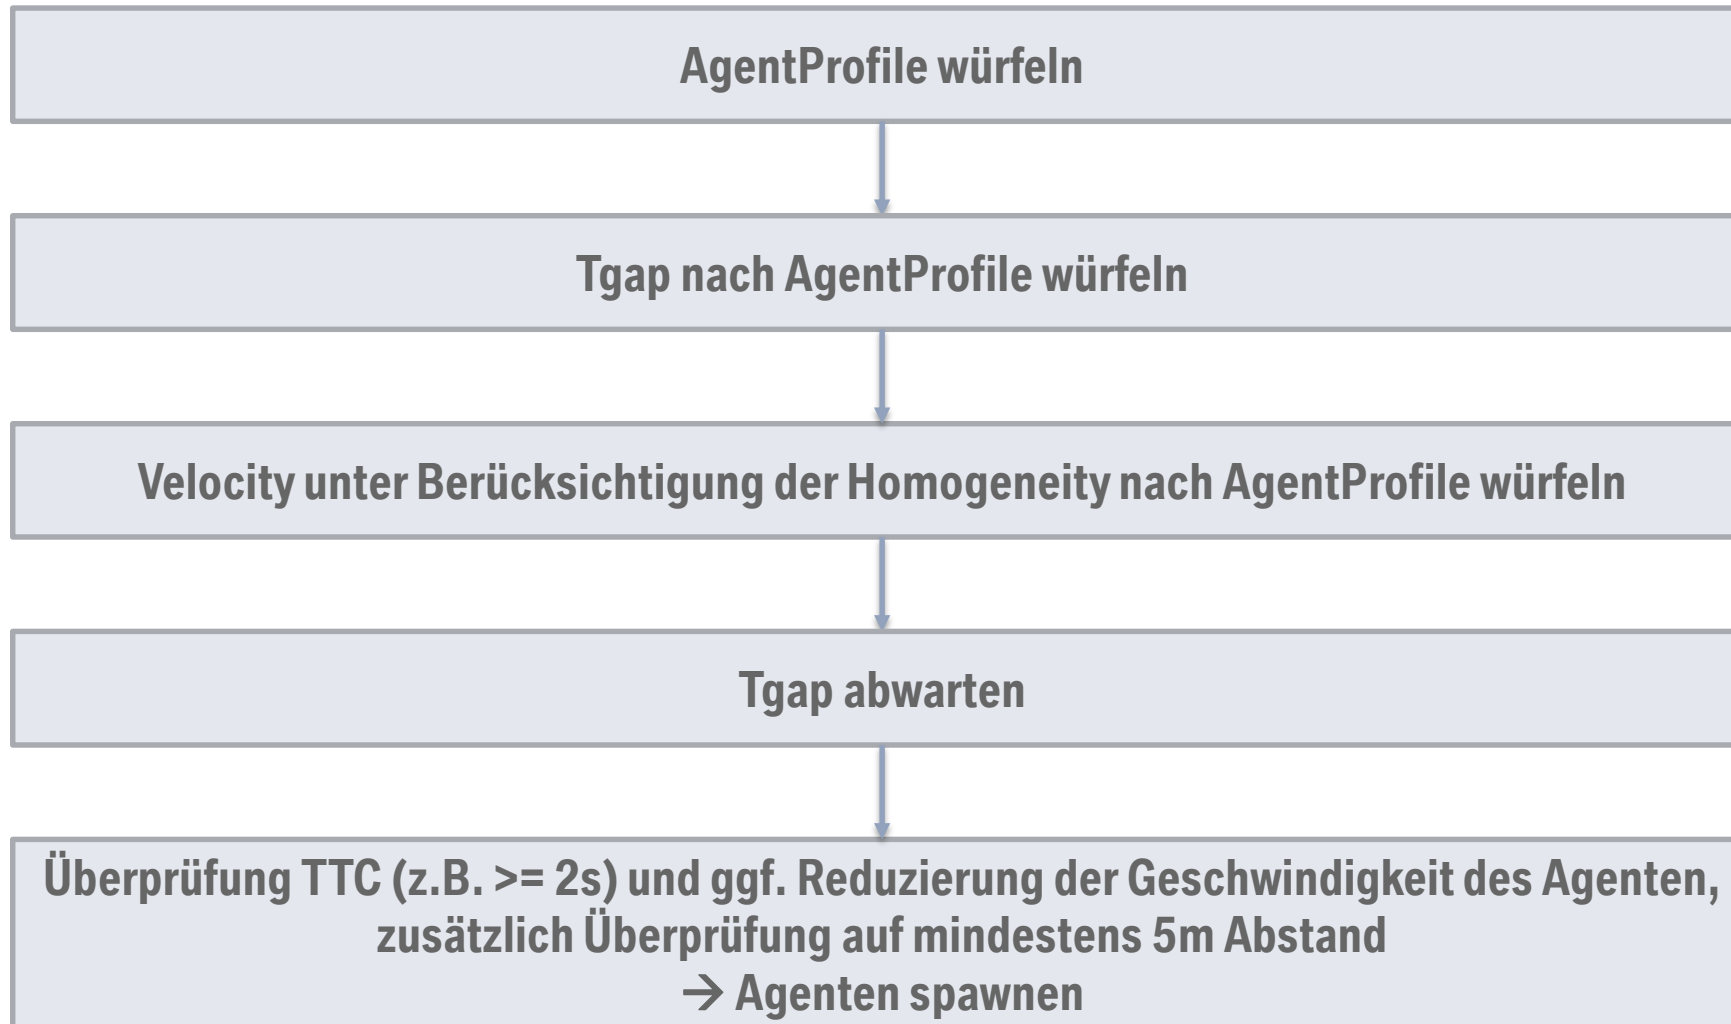 AgentProfile würfeln
Tgap nach AgentProfile würfeln
Velocity unter Berücksichtigung der Homogeneity nach AgentProfile würfeln
Tgap abwarten
Überprüfung TTC (z.B. >= 2s) und ggf. Reduzierung der Geschwindigkeit des Agenten,
zusätzlich Überprüfung auf mindestens 5m Abstand
→ Agenten spawnen